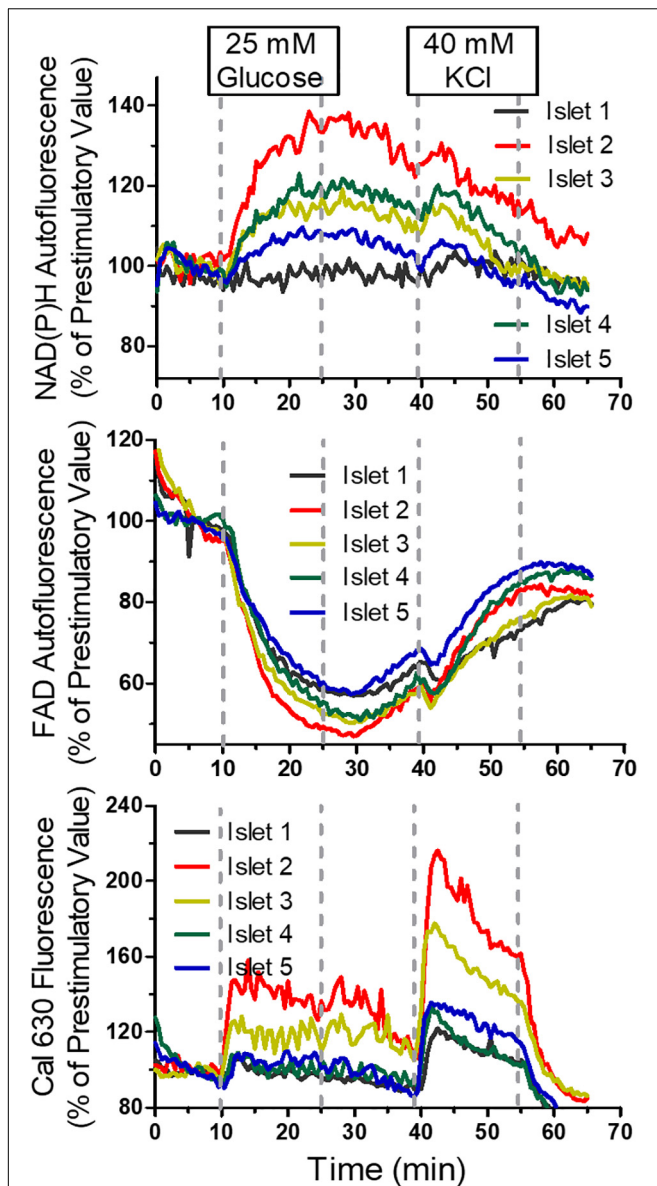 25 mM
Glucose
40 mM
KCl
NAD(P)H Autofluorescence
(% of Prestimulatory Value)
140
120
100
80
Islet 1
Islet 2
Islet 3
Islet 4
Islet 5
0 10 20 30 40 50 60 70
FAD Autofluorescence
(% of Prestimulatory Value)
120
100
80
60
Islet 1
Islet 2
Islet 3
Islet 4
Islet 5
0 10 20 30 40 50 60 70
Cal 630 Fluorescence
(% of Prestimulatory Value)
240
200
160
120
80
Islet 1
Islet 2
Islet 3
Islet 4
Islet 5
0 10 20 30 40 50 60 70
Time (min)